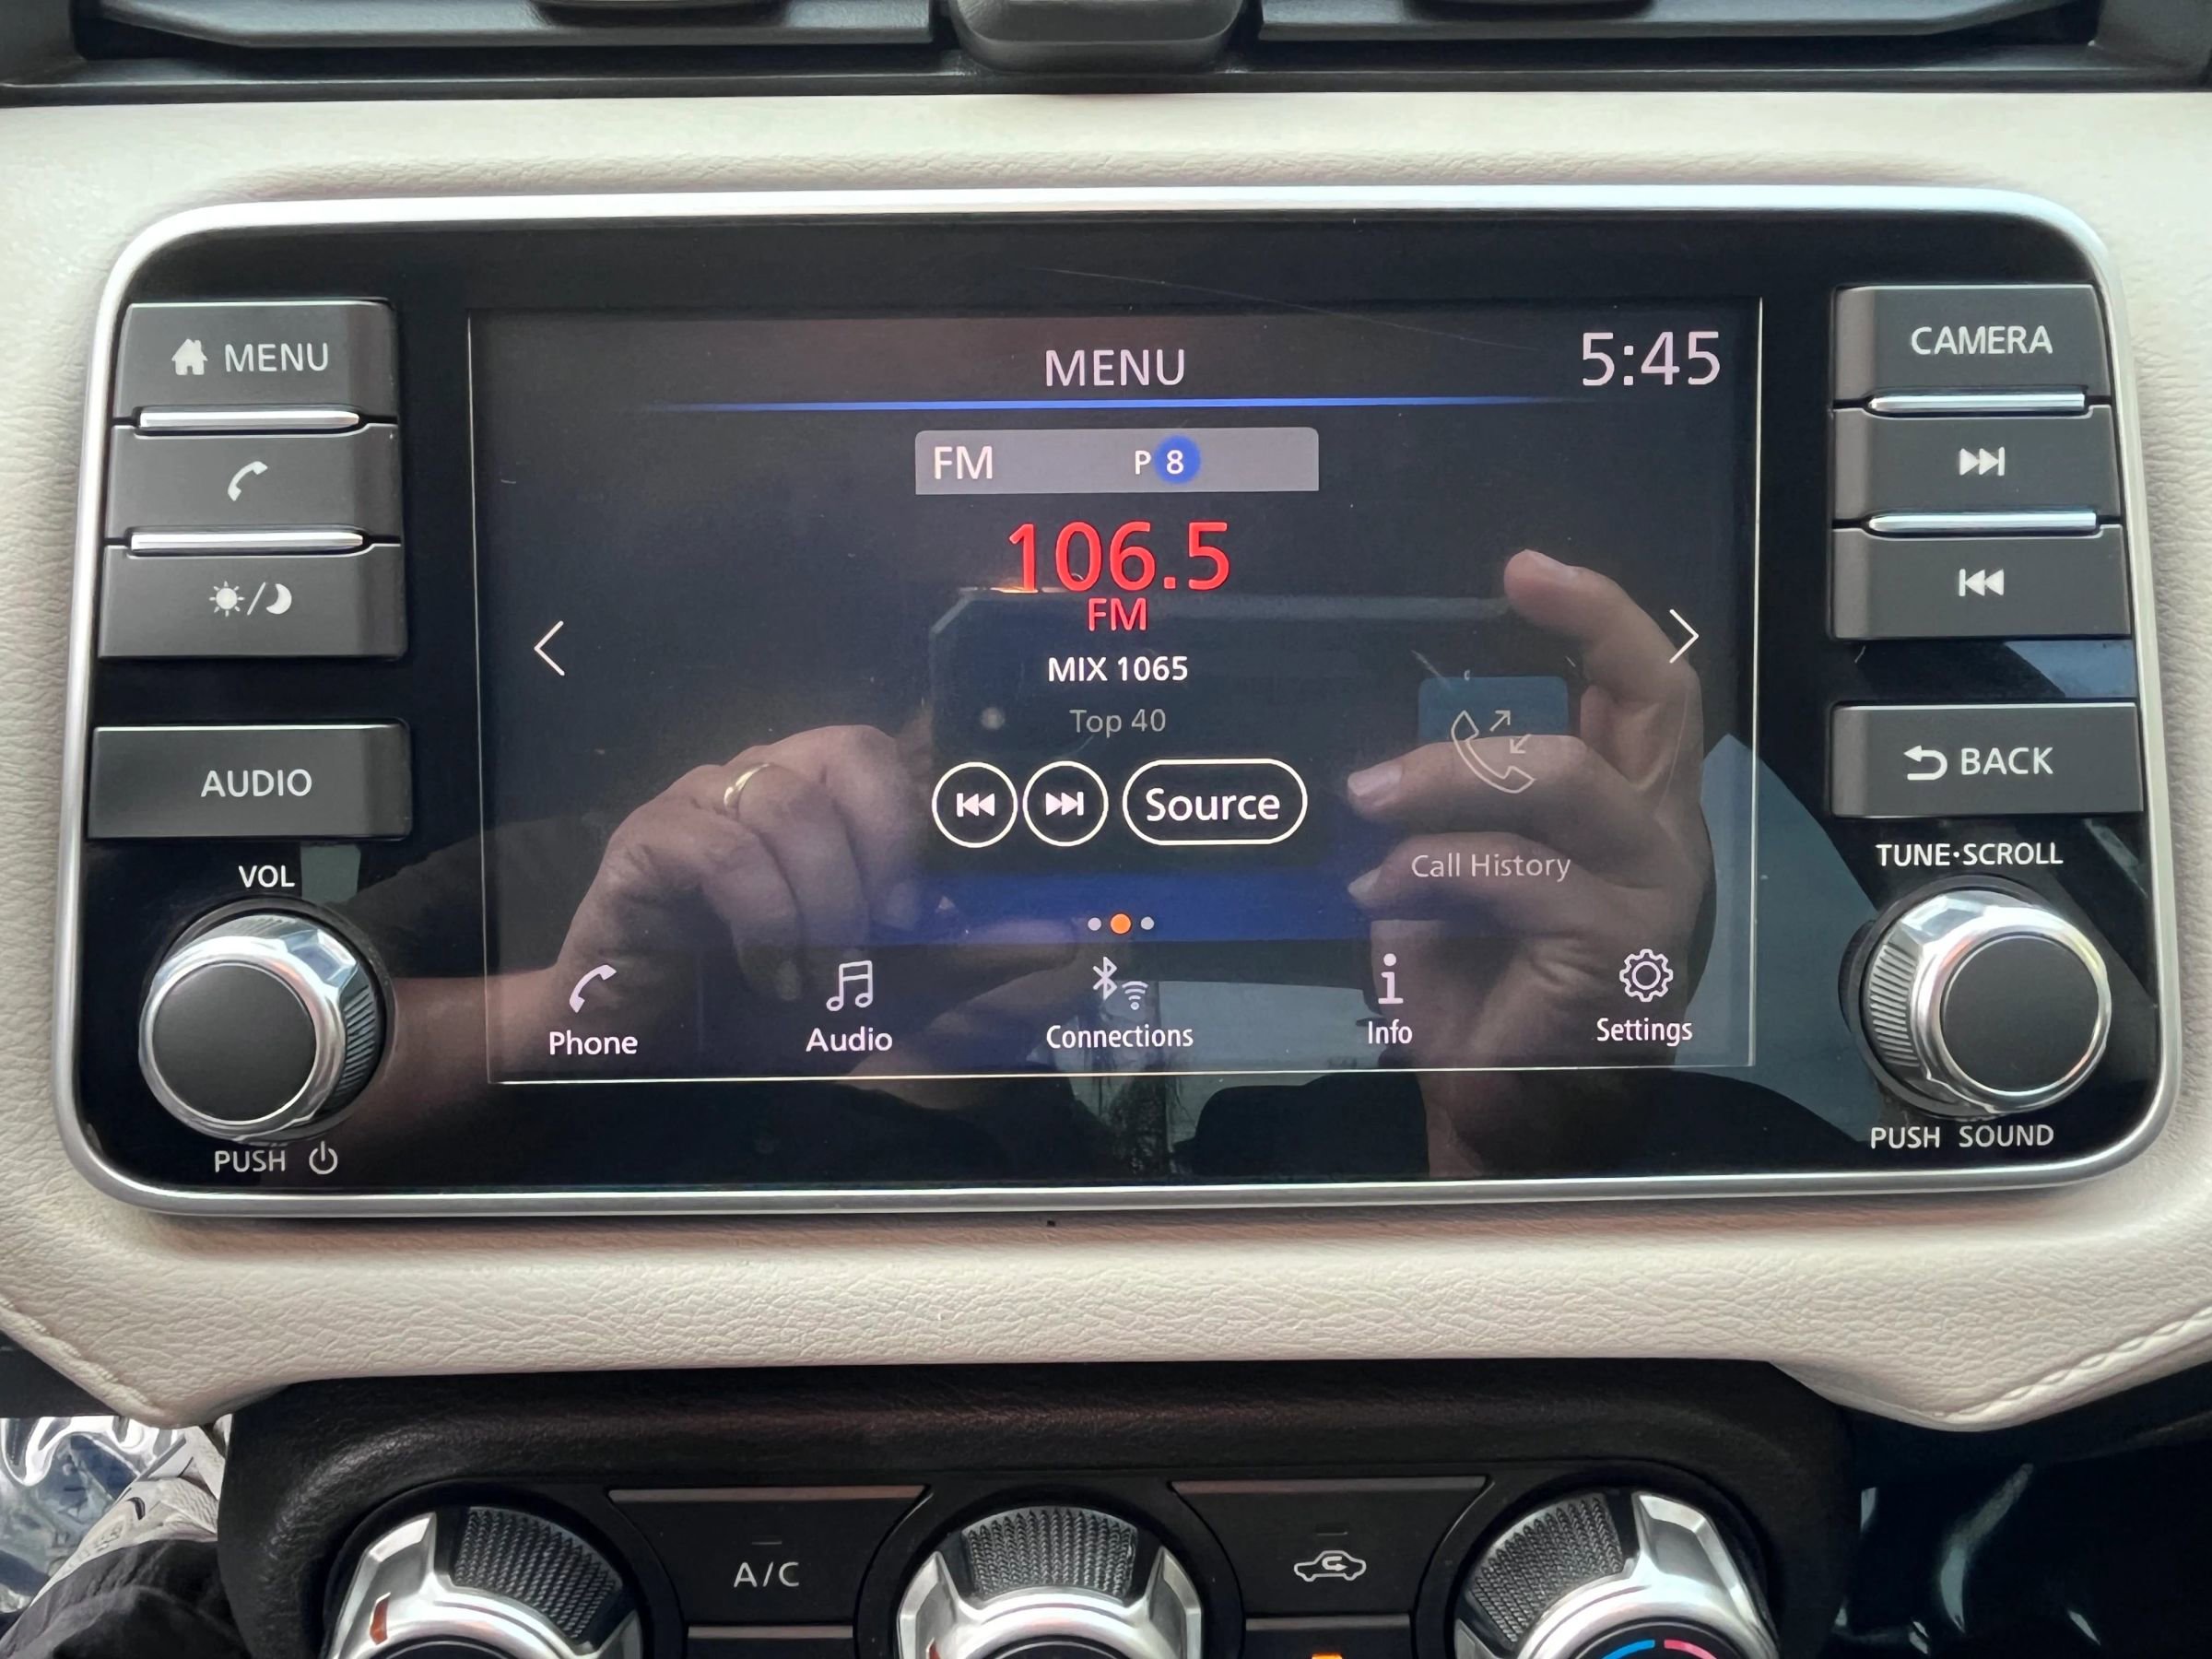 MENU
AUDIO
VOL
PUSH
MENU
5:45
FM
P 8
106.5
FM
MIX 1065
Top 40
Source
Call History
Phone
Audio
Connections
Info
Settings
CAMERA
BACK
TUNE·SCROLL
PUSH SOUND
A/C